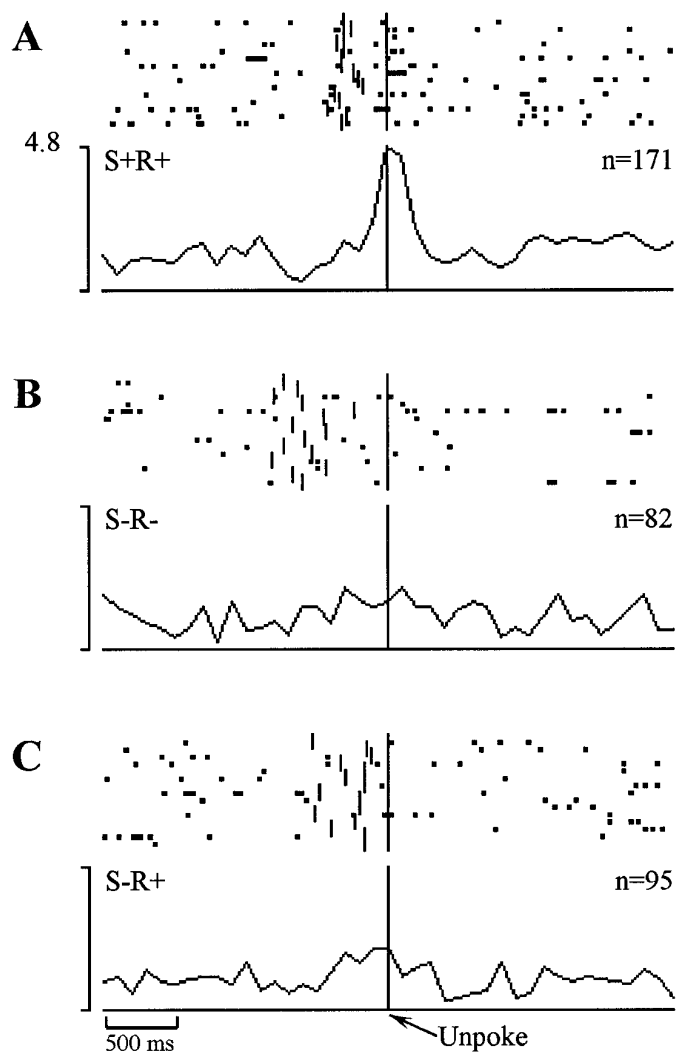 A
4.8
S+R+ n=171
B
S-R- n=82
C
S-R+ n=95
500 ms
Unpoke